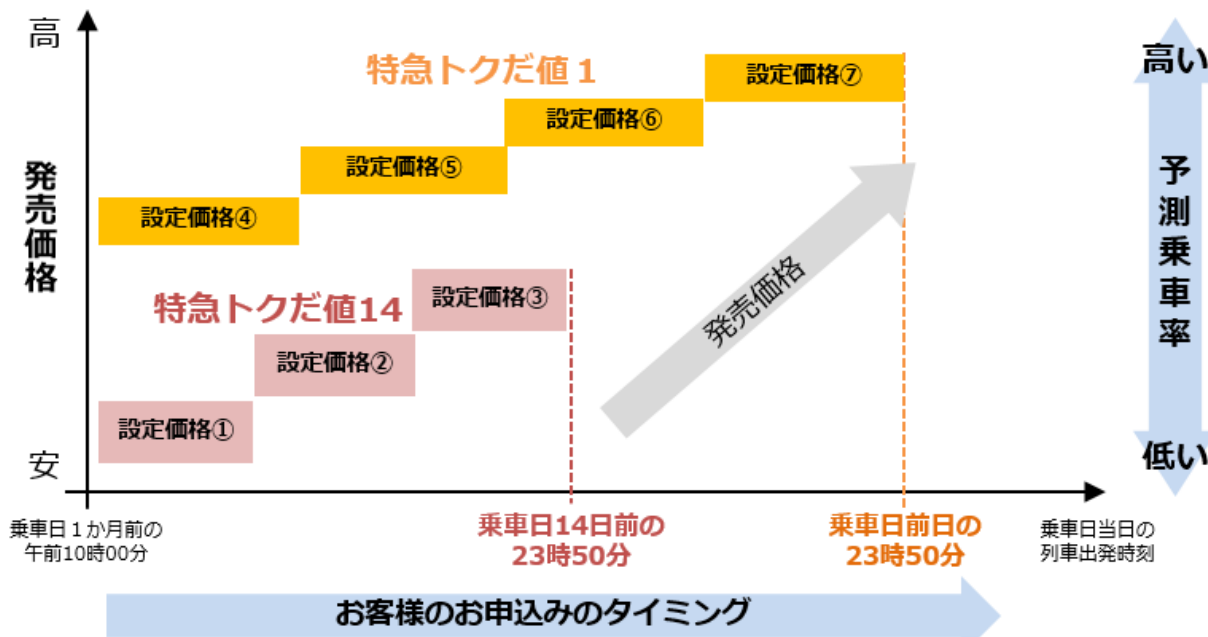 高
高い
特急トクだ値１
設定価格⑦
設定価格⑥
設定価格⑤
設定価格④
発売価格
予測乗車率
特急トクだ値14
設定価格③
設定価格②
設定価格①
発売価格
安
低い
乗車日１か月前の
午前10時00分
乗車日14日前の
23時50分
乗車日前日の
23時50分
乗車日当日の
列車出発時刻
お客様のお申込みのタイミング